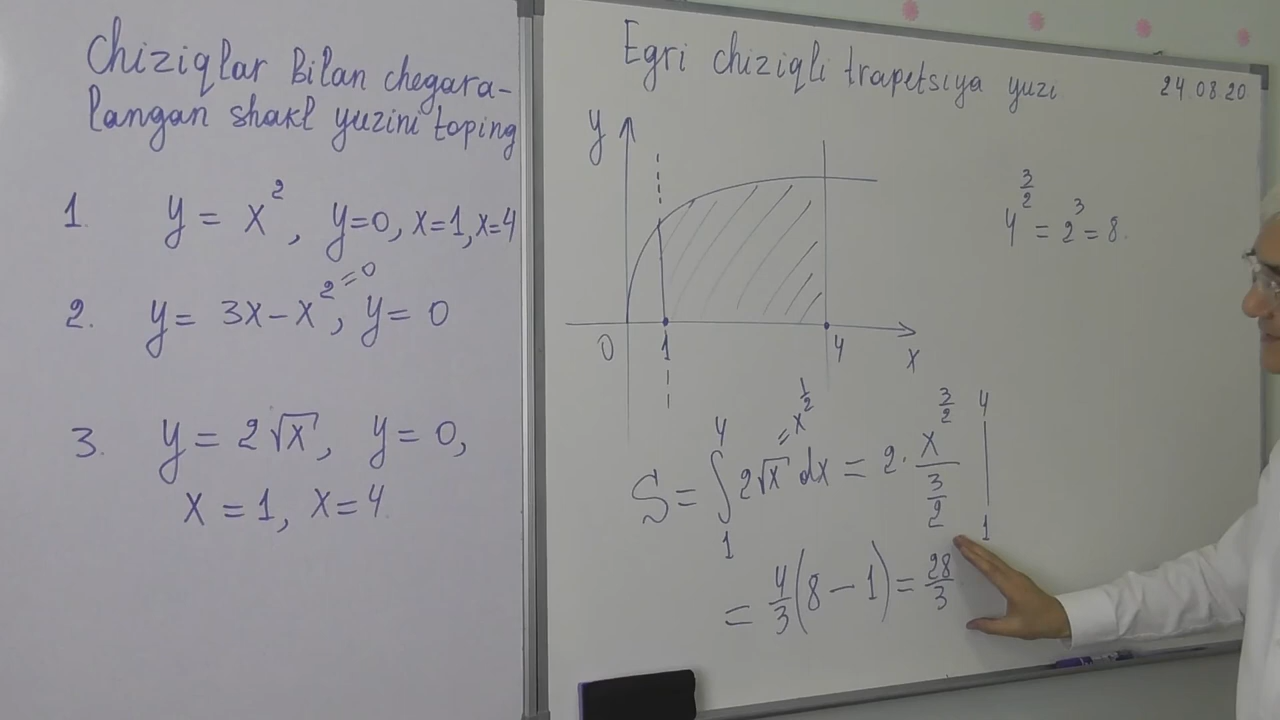 Chiziqlar Bilan chegara-
langan shakl yuzini toping
1. y = x², y=0, x=1, x=4
2. y = 3x-x²=0, y = 0
3. y = 2√x, y = 0,
x = 1, x=4
Egri chiziqli trapetsiya yuzi
24 08.20
y
0 1 4 x
4^(3/2) = 2³ = 8.
S = ∫₁⁴ 2√x dx = 2 · x^(3/2) / (3/2) |₁⁴
= x^(1/2)
= 4/3 (8 - 1) = 28/3